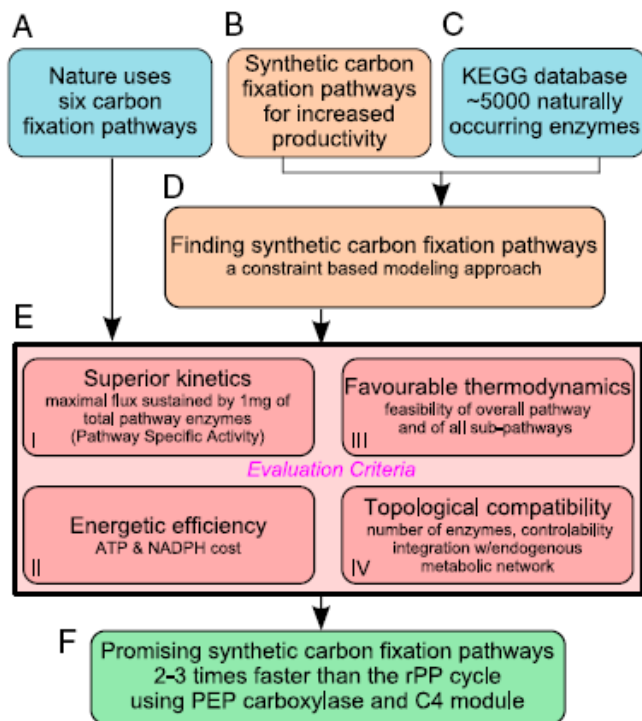 A
Nature uses
six carbon
fixation pathways
B
Synthetic carbon
fixation pathways
for increased
productivity
C
KEGG database
~5000 naturally
occurring enzymes
D
Finding synthetic carbon fixation pathways
a constraint based modeling approach
E
Superior kinetics
maximal flux sustained by 1mg of
total pathway enzymes
(Pathway Specific Activity)
I
Favourable thermodynamics
feasibility of overall pathway
and of all sub-pathways
III
Evaluation Criteria
Energetic efficiency
ATP & NADPH cost
II
Topological compatibility
number of enzymes, controlability
integration w/endogenous
metabolic network
IV
F
Promising synthetic carbon fixation pathways
2-3 times faster than the rPP cycle
using PEP carboxylase and C4 module